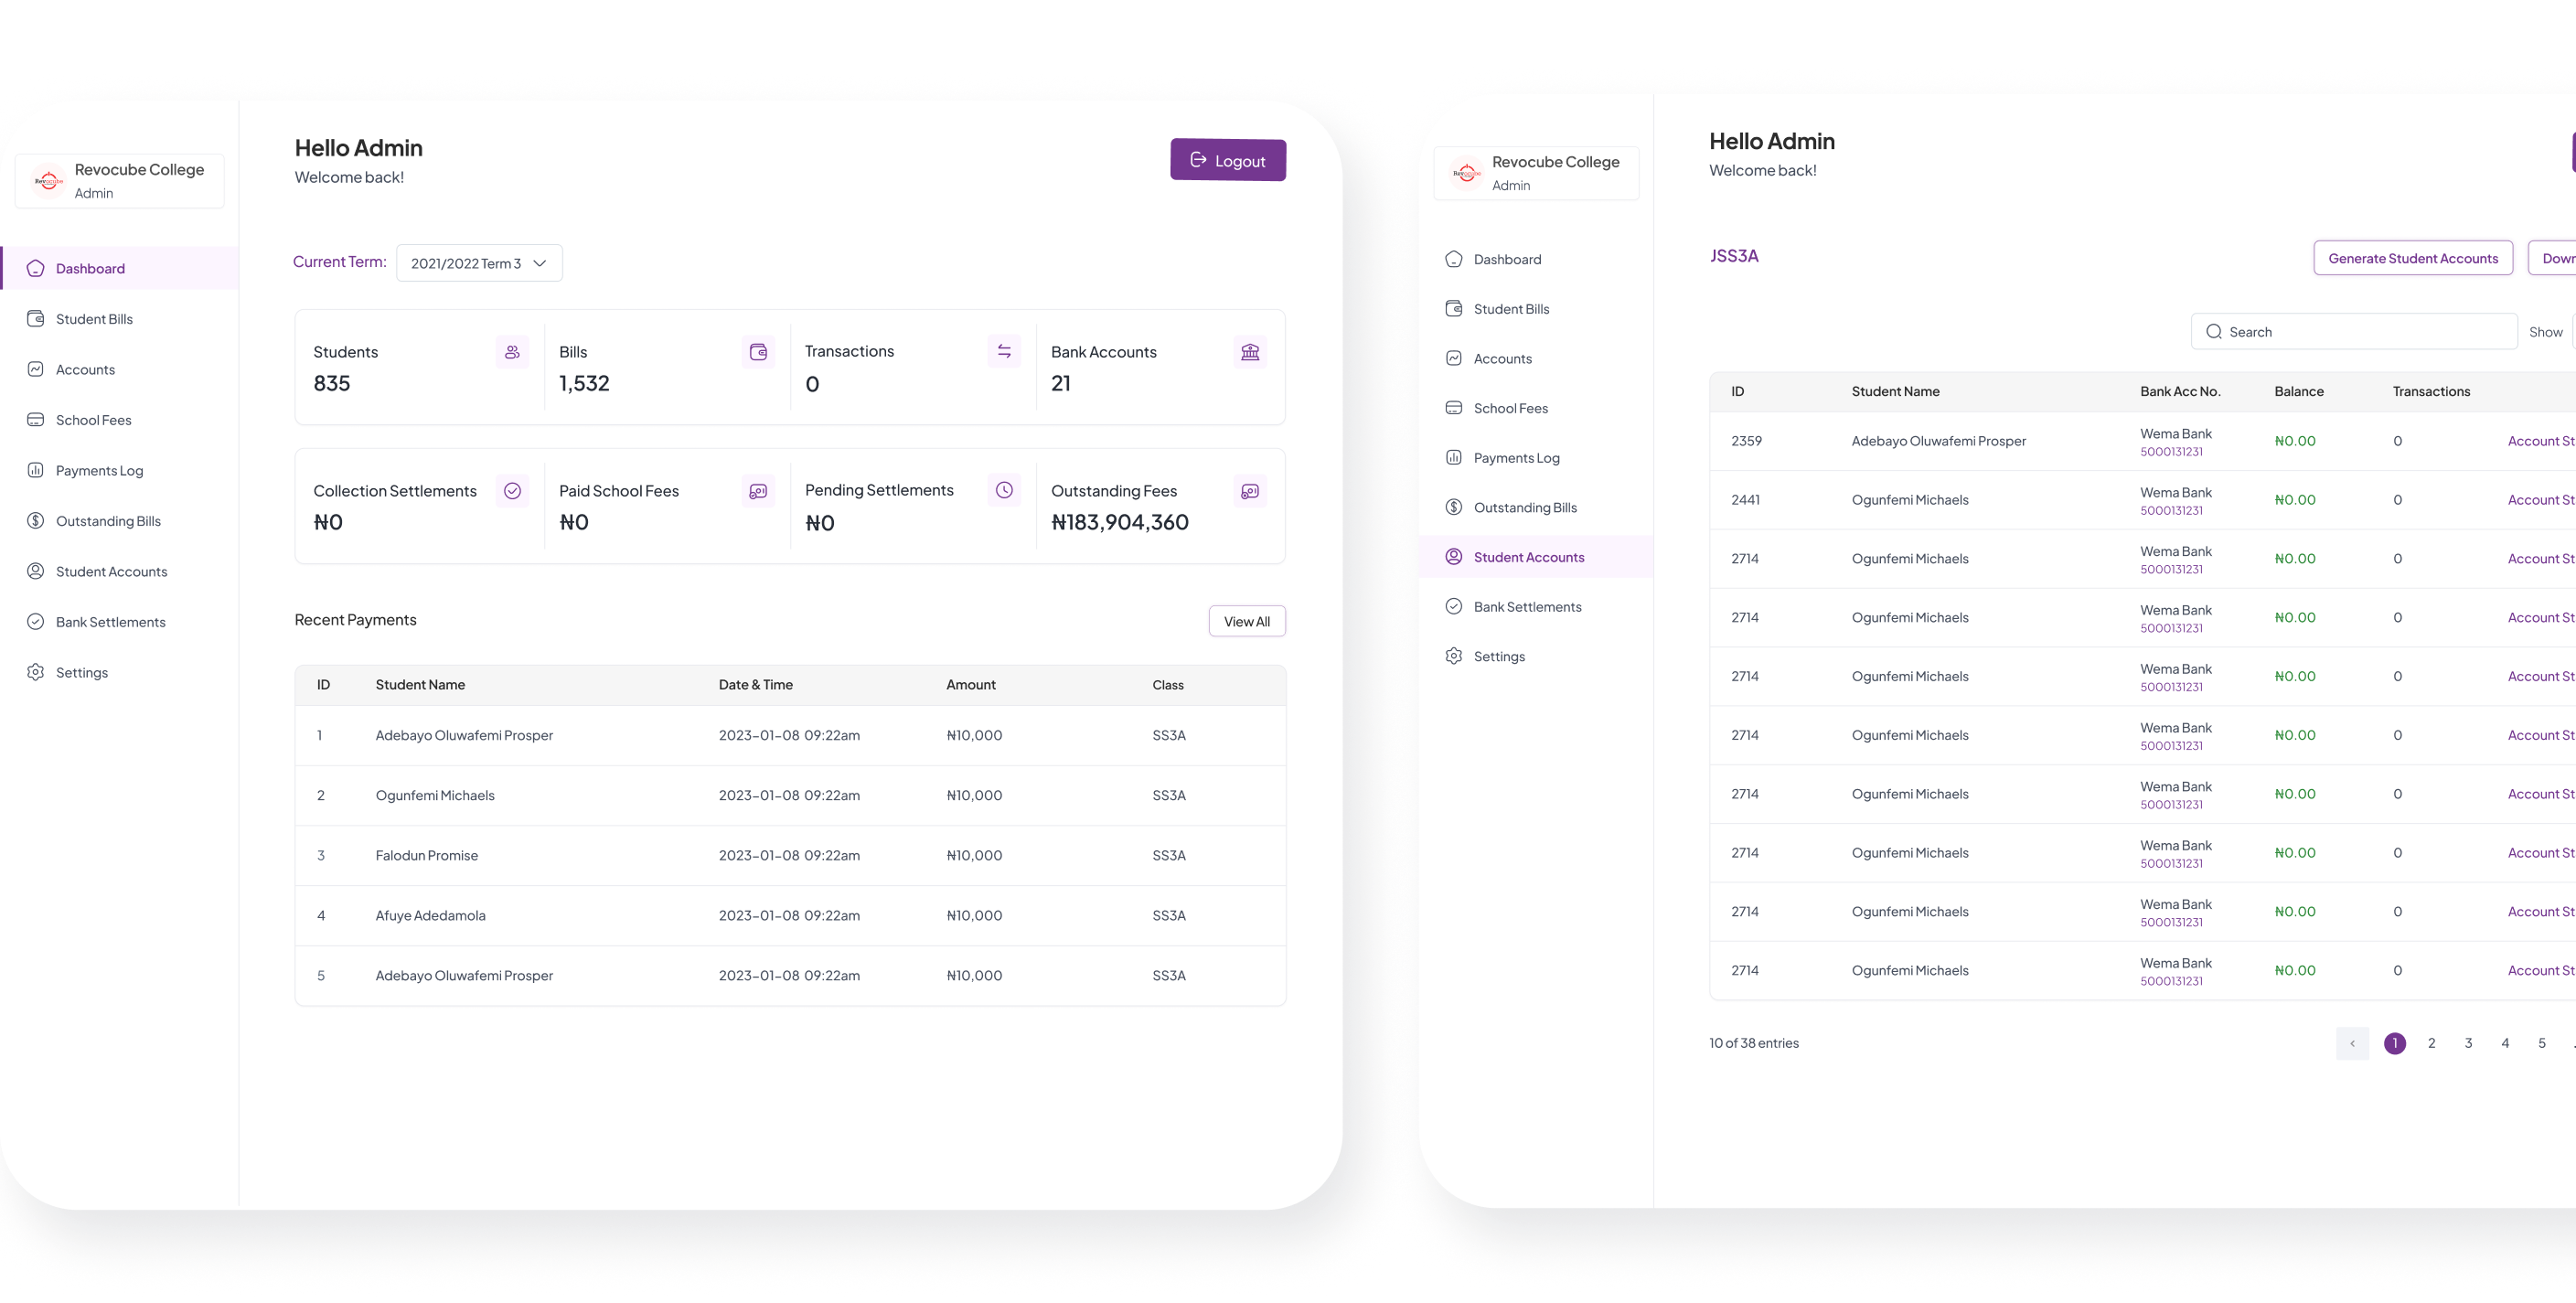 Revocube College
Admin
Revocube
Dashboard
Student Bills
Accounts
School Fees
Payments Log
Outstanding Bills
Student Accounts
Bank Settlements
Settings
Hello Admin
Welcome back!
Logout
Current Term: 2021/2022 Term 3
Students
835
Bills
1,532
Transactions
0
Bank Accounts
21
Collection Settlements
₦0
Paid School Fees
₦0
Pending Settlements
₦0
Outstanding Fees
₦183,904,360
Recent Payments
View All
ID Student Name Date & Time Amount Class
1 Adebayo Oluwafemi Prosper 2023-01-08 09:22am ₦10,000 SS3A
2 Ogunfemi Michaels 2023-01-08 09:22am ₦10,000 SS3A
3 Falodun Promise 2023-01-08 09:22am ₦10,000 SS3A
4 Afuye Adedamola 2023-01-08 09:22am ₦10,000 SS3A
5 Adebayo Oluwafemi Prosper 2023-01-08 09:22am ₦10,000 SS3A
Revocube College
Admin
Revocube
Dashboard
Student Bills
Accounts
School Fees
Payments Log
Outstanding Bills
Student Accounts
Bank Settlements
Settings
Hello Admin
Welcome back!
JSS3A
Generate Student Accounts
Down
Search
Show
ID Student Name Bank Acc No. Balance Transactions
2359 Adebayo Oluwafemi Prosper Wema Bank ₦0.00 0 Account St
5000131231
2441 Ogunfemi Michaels Wema Bank ₦0.00 0 Account St
5000131231
2714 Ogunfemi Michaels Wema Bank ₦0.00 0 Account St
5000131231
2714 Ogunfemi Michaels Wema Bank ₦0.00 0 Account St
5000131231
2714 Ogunfemi Michaels Wema Bank ₦0.00 0 Account St
5000131231
2714 Ogunfemi Michaels Wema Bank ₦0.00 0 Account St
5000131231
2714 Ogunfemi Michaels Wema Bank ₦0.00 0 Account St
5000131231
2714 Ogunfemi Michaels Wema Bank ₦0.00 0 Account St
5000131231
2714 Ogunfemi Michaels Wema Bank ₦0.00 0 Account St
5000131231
2714 Ogunfemi Michaels Wema Bank ₦0.00 0 Account St
5000131231
10 of 38 entries
< 1 2 3 4 5 .